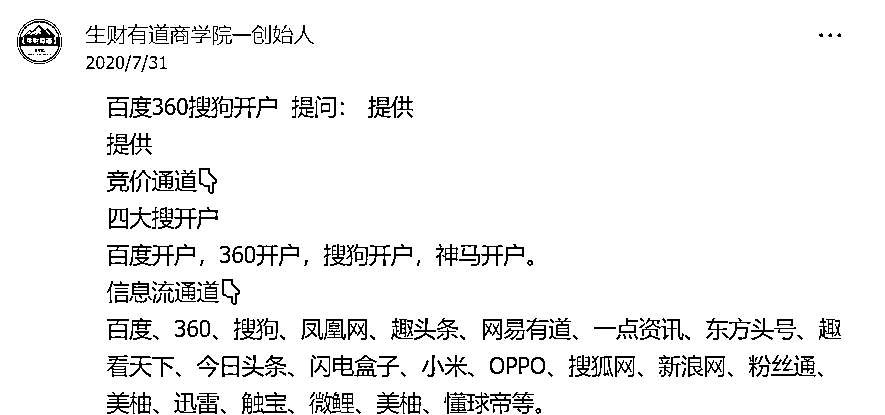 生财有道商学院一创始人
2020/7/31
百度360搜狗开户 提问： 提供
提供
竞价通道👇
四大搜开户
百度开户，360开户，搜狗开户，神马开户。
信息流通道👇
百度、360、搜狗、凤凰网、趣头条、网易有道、一点资讯、东方头号、趣
看天下、今日头条、闪电盒子、小米、OPPO、搜狐网、新浪网、粉丝通、
美柚、迅雷、触宝、微鲤、美柚、懂球帝等。